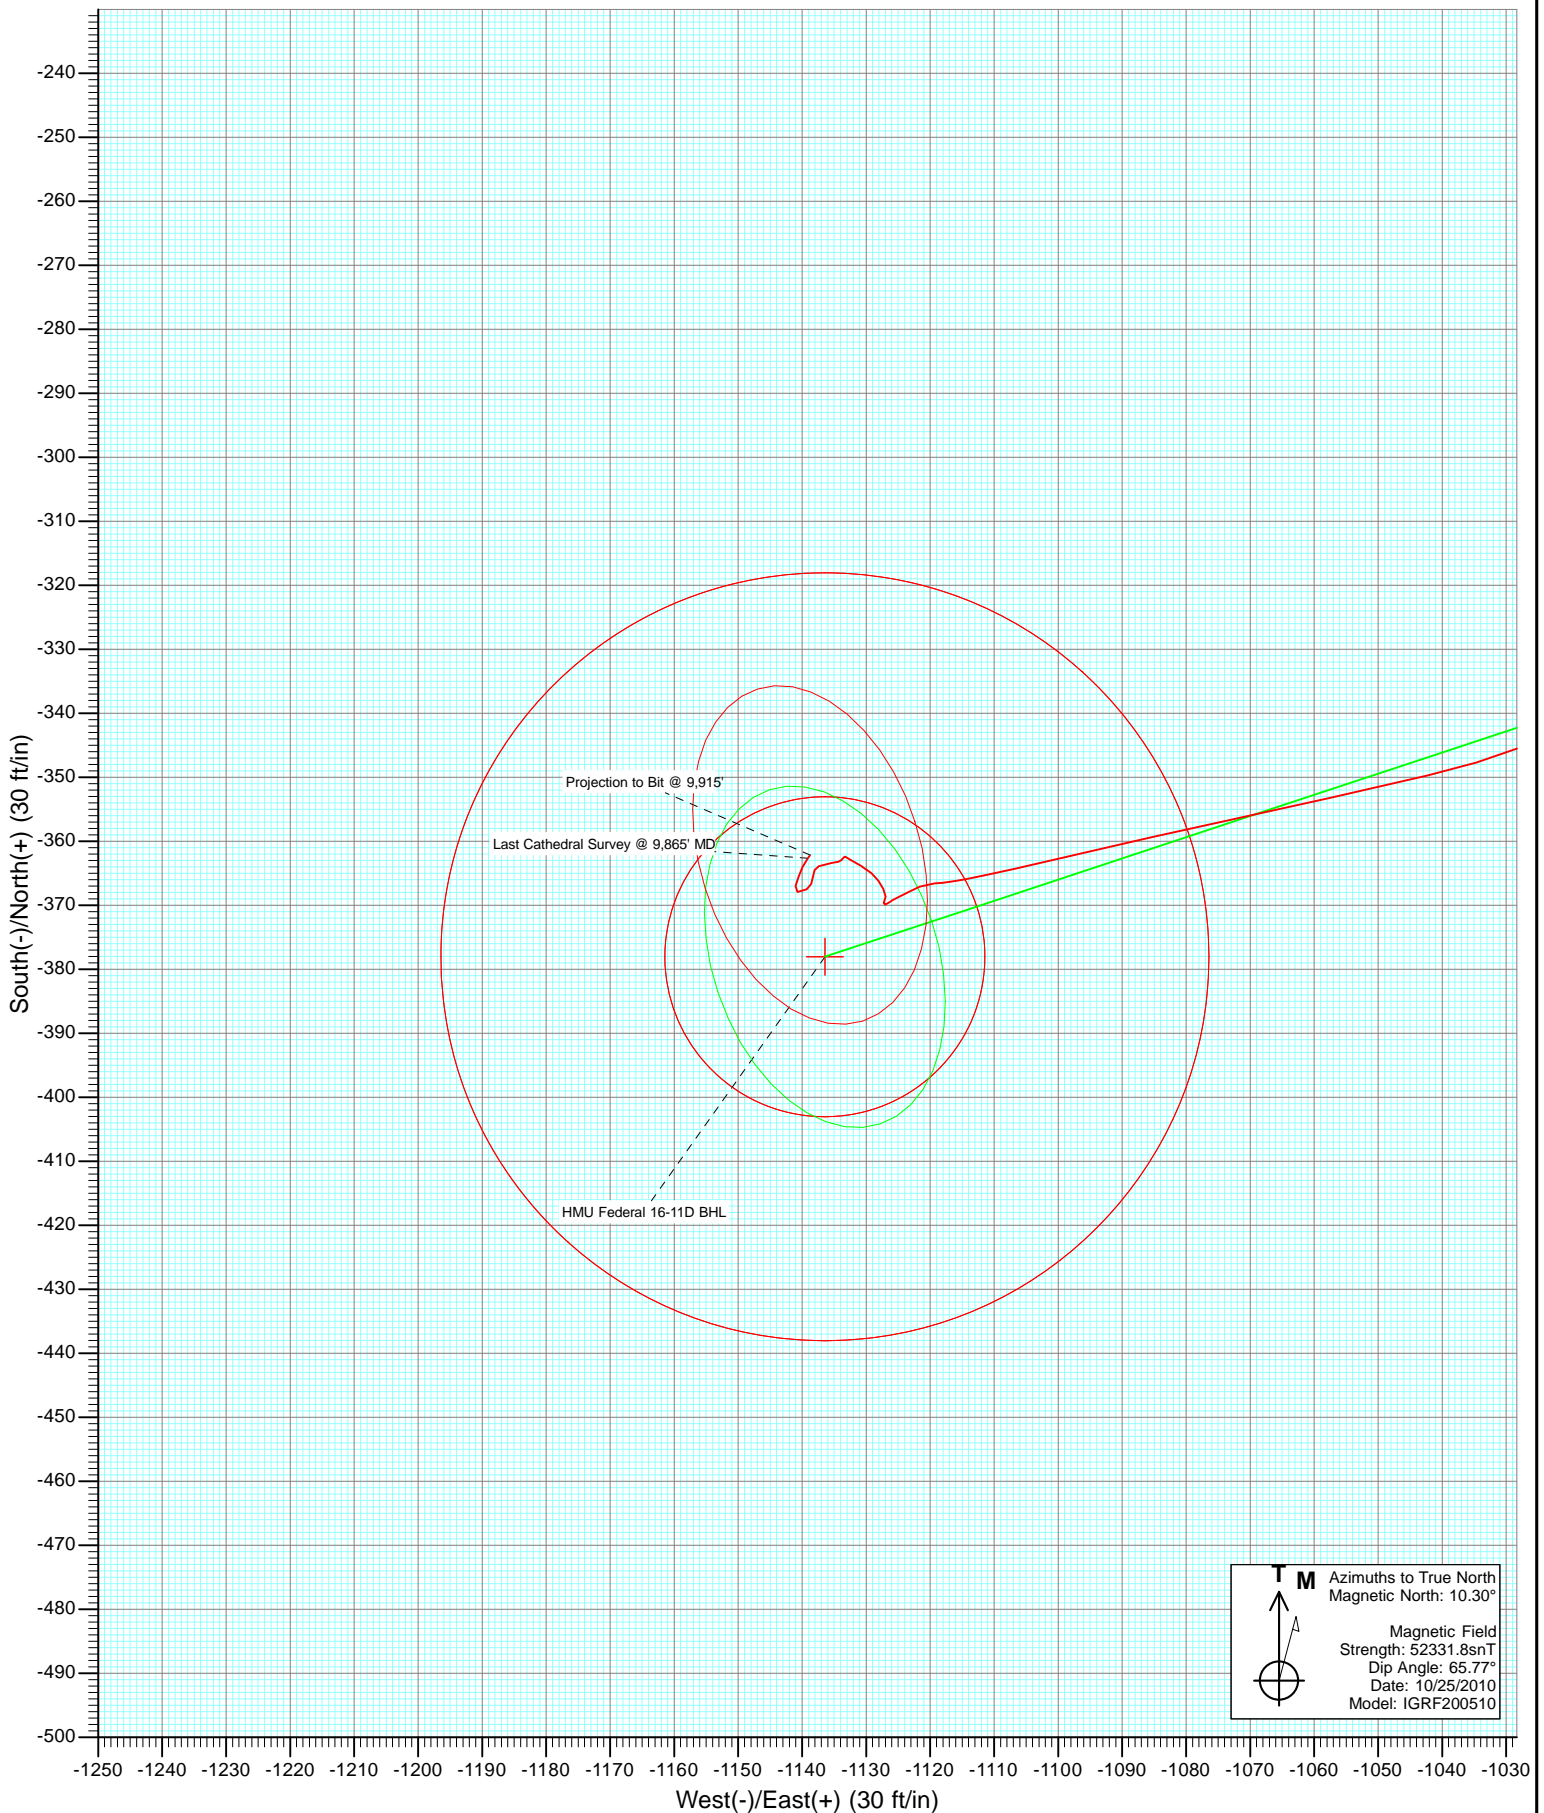 -240
-250
-260
-270
-280
-290
-300
-310
-320
-330
-340
-350
-360
-370
-380
-390
-400
-410
-420
-430
-440
-450
-460
-470
-480
-490
-500
South(-)/North(+) (30 ft/in)
Projection to Bit @ 9,915'
Last Cathedral Survey @ 9,865' MD
HMU Federal 16-11D BHL
T M
Azimuths to True North
Magnetic North: 10.30°
Magnetic Field
Strength: 52331.8snT
Dip Angle: 65.77°
Date: 10/25/2010
Model: IGRF200510
-1250 -1240 -1230 -1220 -1210 -1200 -1190 -1180 -1170 -1160 -1150 -1140 -1130 -1120 -1110 -1100 -1090 -1080 -1070 -1060 -1050 -1040 -1030
West(-)/East(+) (30 ft/in)